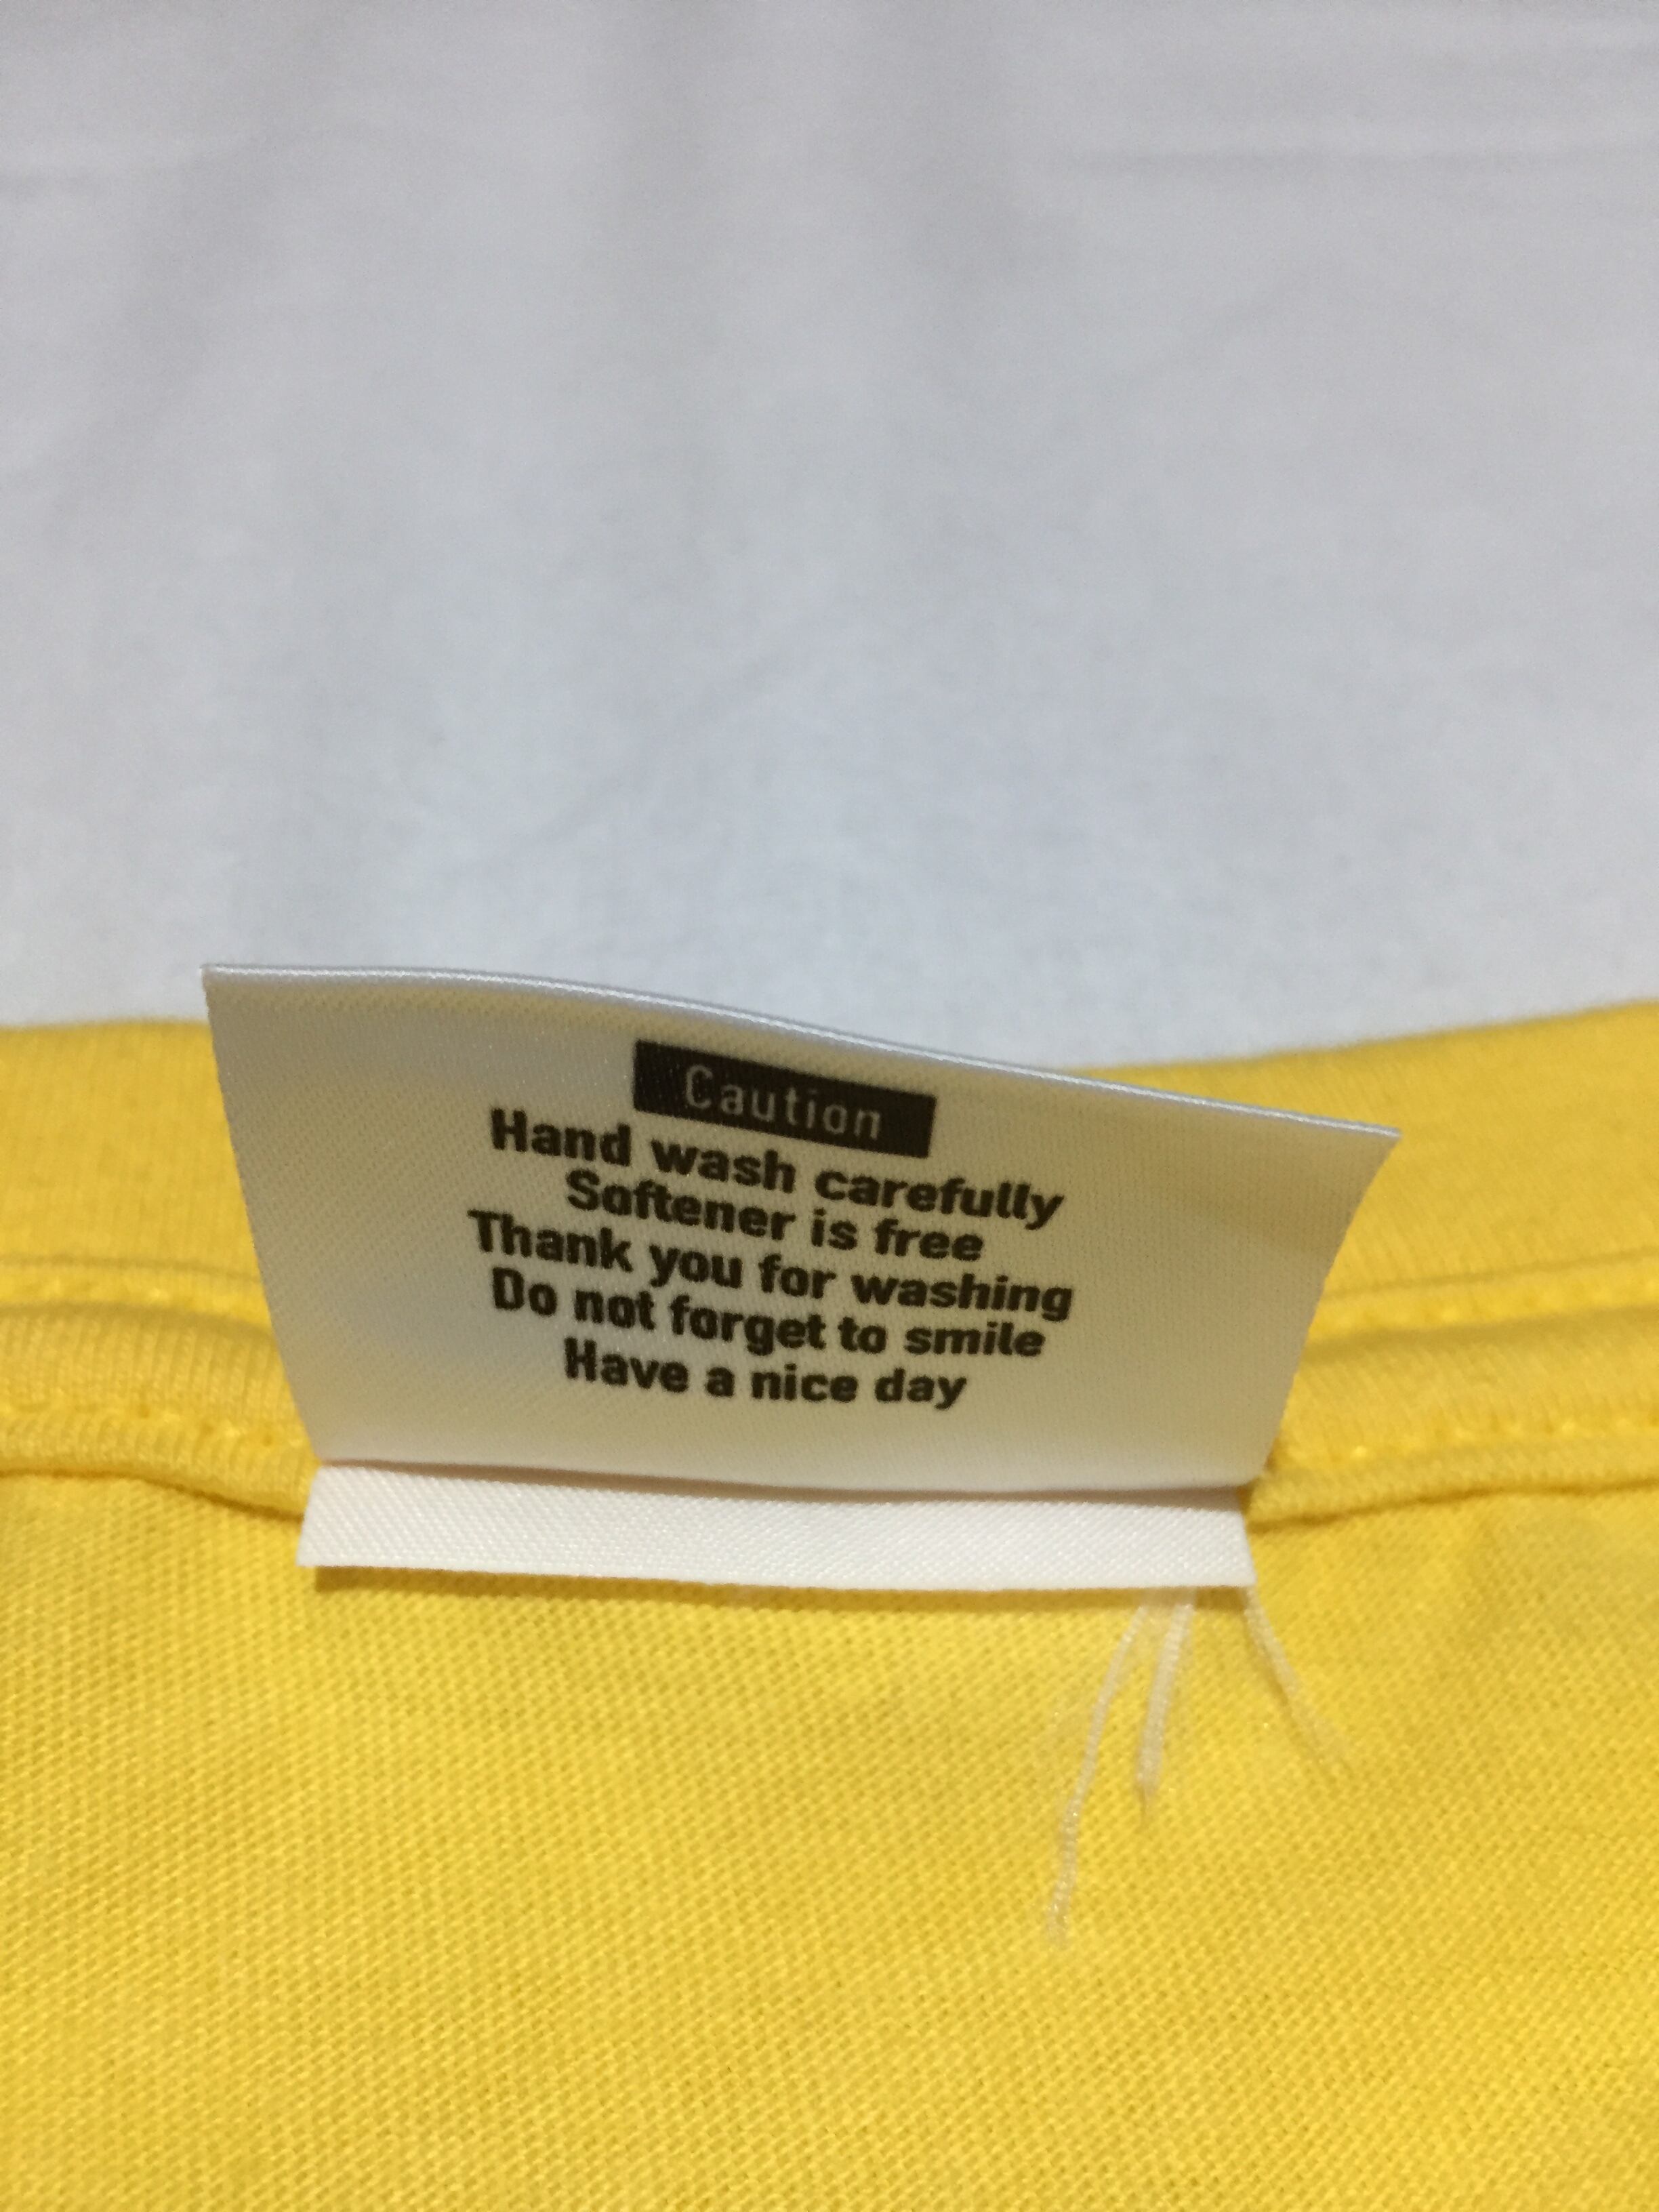 Caution
Hand wash carefully
Softener is free
Thank you for washing
Do not forget to smile
Have a nice day